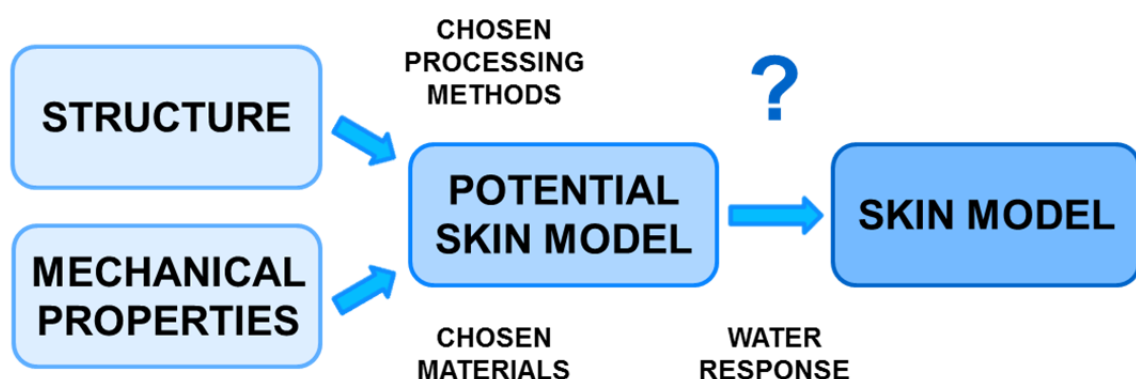 STRUCTURE
MECHANICAL
PROPERTIES
CHOSEN
PROCESSING
METHODS
POTENTIAL
SKIN MODEL
CHOSEN
MATERIALS
?
WATER
RESPONSE
SKIN MODEL